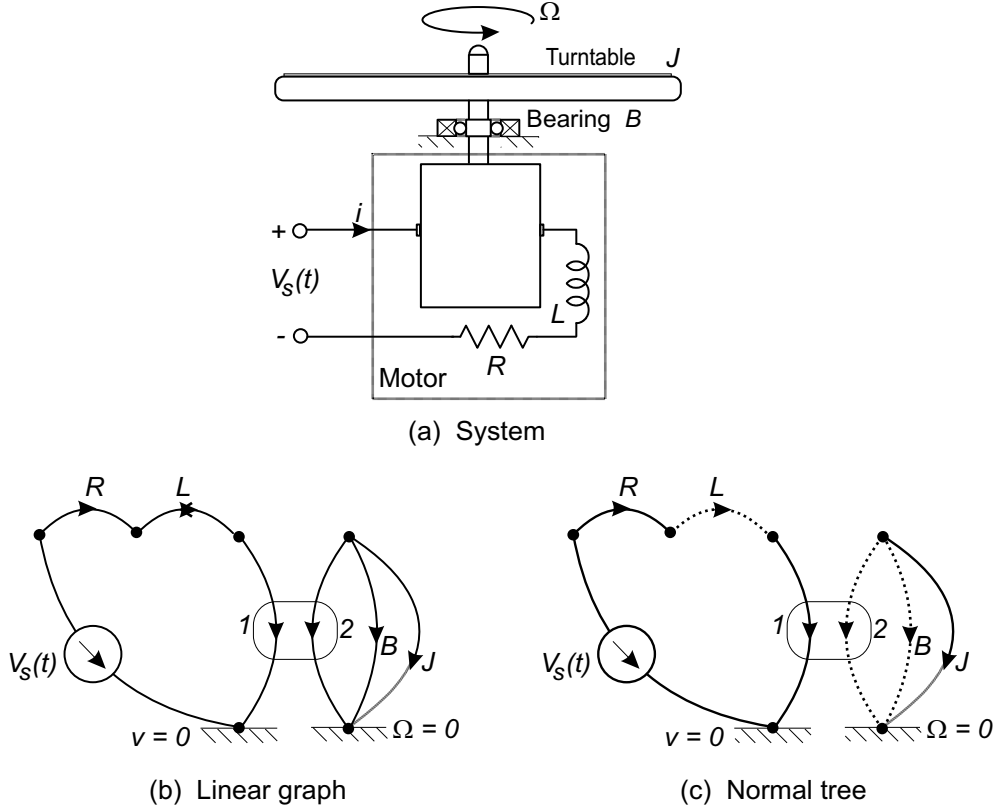 Ω
Turntable J
Bearing B
i
+
V_s(t)
L
-
R
Motor
(a) System
R L
1 2
B
V_s(t) J
v = 0 Ω = 0
(b) Linear graph
R L
1 2
B
V_s(t) J
v = 0 Ω = 0
(c) Normal tree